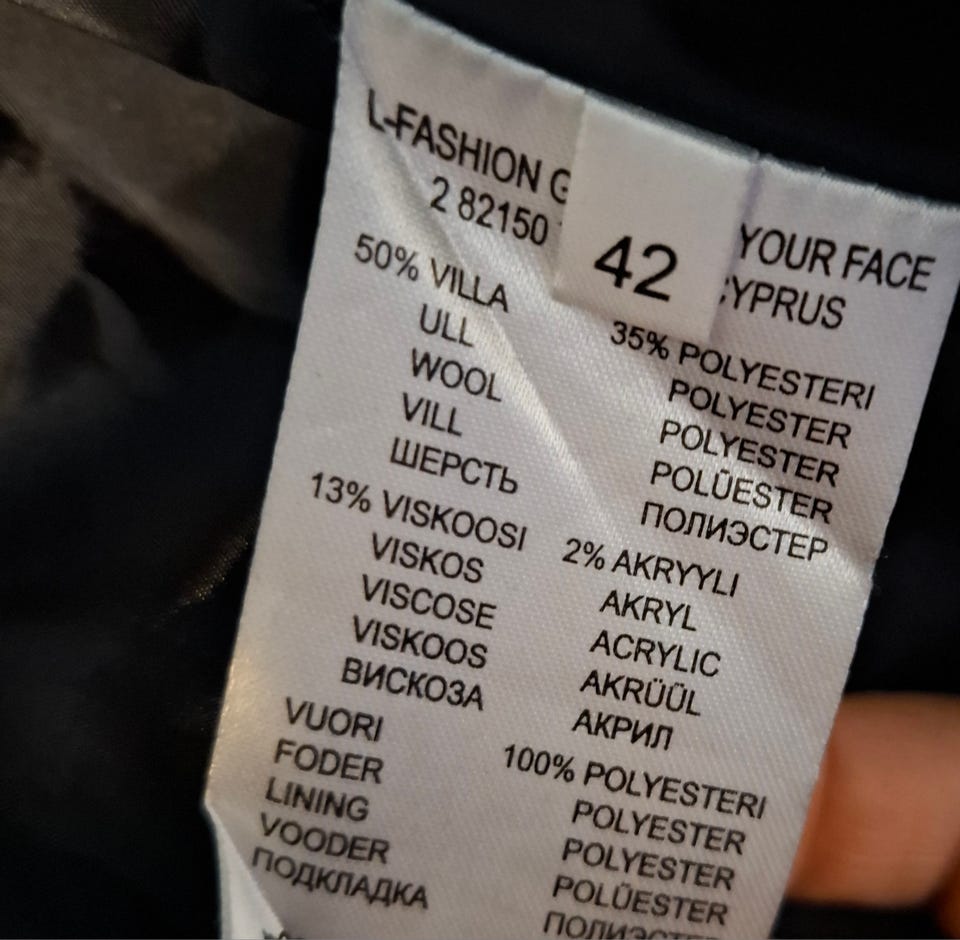 L-FASHION G
2 82150
42
YOUR FACE
CYPRUS
50% VILLA
ULL
WOOL
VILL
ШЕРСТЬ
35% POLYESTERI
POLYESTER
POLYESTER
POLÜESTER
ПОЛИЭСТЕР
13% VISKOOSI
VISKOS
VISCOSE
VISKOOS
ВИСКОЗА
2% AKRYYLI
AKRYL
ACRYLIC
AKRÜÜL
АКРИЛ
VUORI
FODER
LINING
VOODER
ПОДКЛАДКА
100% POLYESTERI
POLYESTER
POLYESTER
POLÜESTER
ПОЛИЭСТЕР